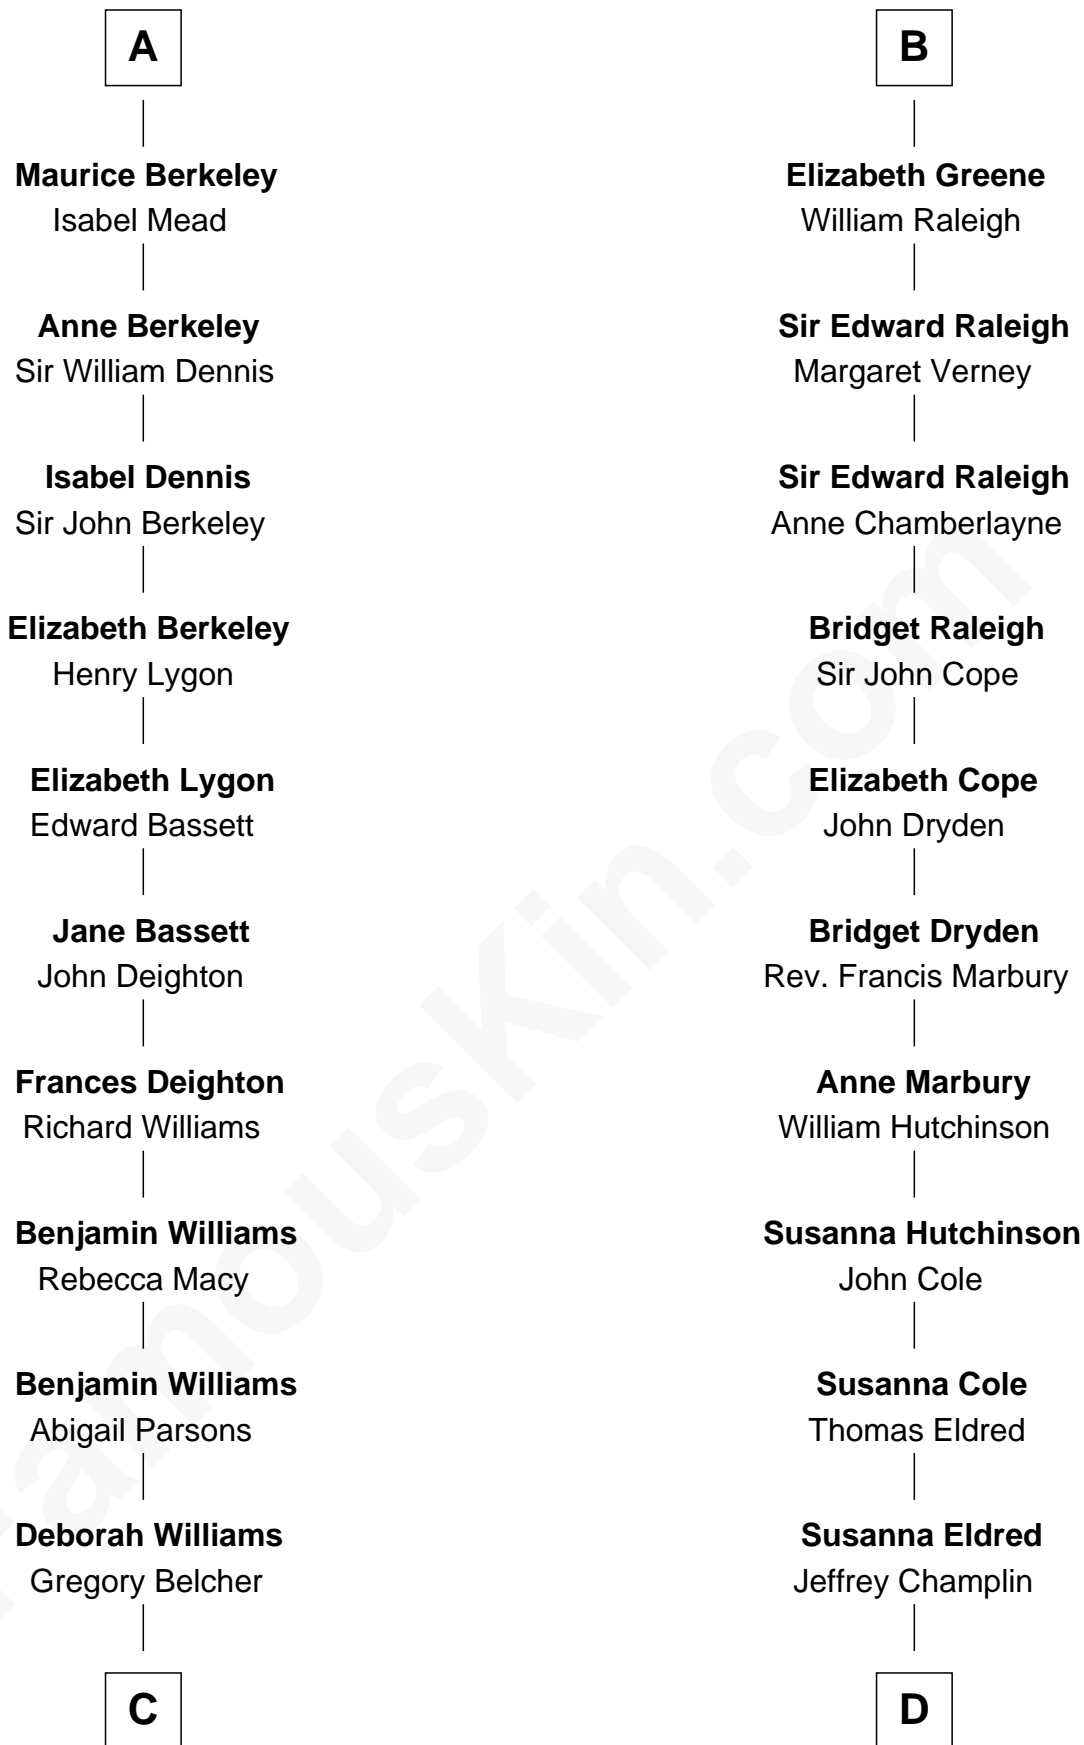 A
Maurice Berkeley
Isabel Mead
Anne Berkeley
Sir William Dennis
Isabel Dennis
Sir John Berkeley
Elizabeth Berkeley
Henry Lygon
Elizabeth Lygon
Edward Bassett
Jane Bassett
John Deighton
Frances Deighton
Richard Williams
Benjamin Williams
Rebecca Macy
Benjamin Williams
Abigail Parsons
Deborah Williams
Gregory Belcher
C
B
Elizabeth Greene
William Raleigh
Sir Edward Raleigh
Margaret Verney
Sir Edward Raleigh
Anne Chamberlayne
Bridget Raleigh
Sir John Cope
Elizabeth Cope
John Dryden
Bridget Dryden
Rev. Francis Marbury
Anne Marbury
William Hutchinson
Susanna Hutchinson
John Cole
Susanna Cole
Thomas Eldred
Susanna Eldred
Jeffrey Champlin
D
FamousKin.com